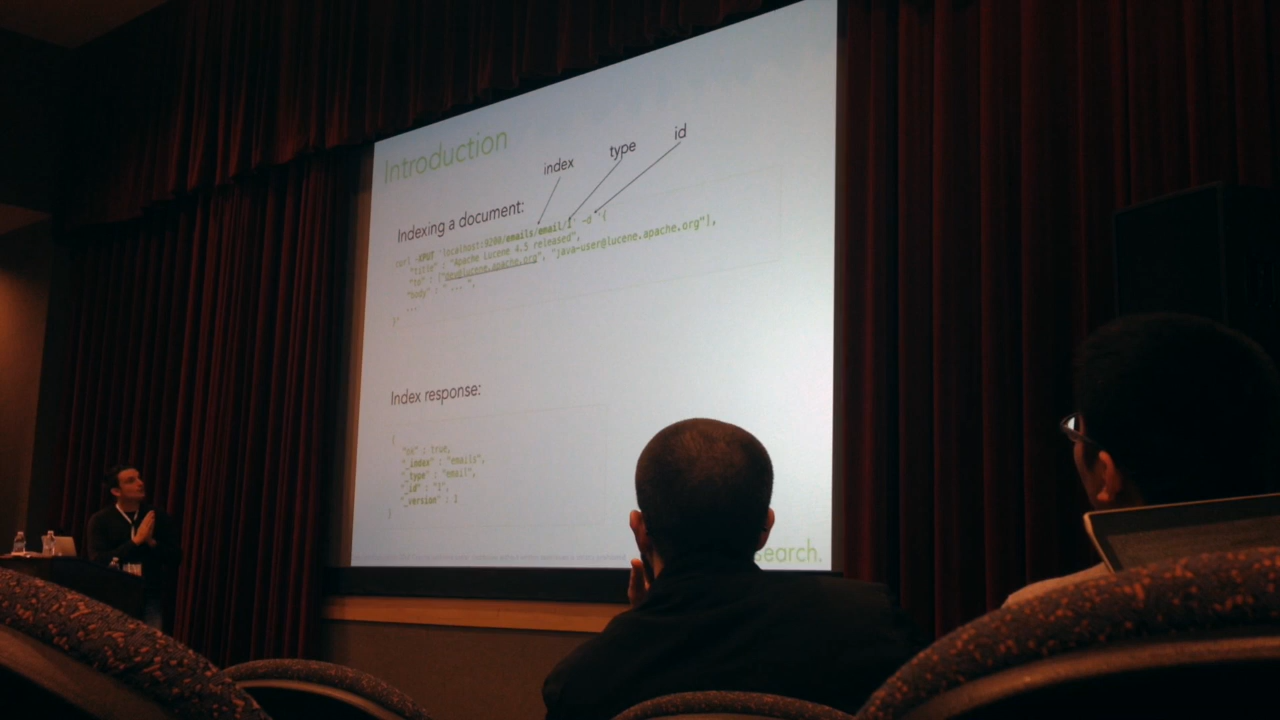 Introduction
index
type
id
Indexing a document:
curl -XPUT 'localhost:9200/emails/email/1' -d '{
"title" : "Apache Lucene 4.5 released",
"to" : ["dev@lucene.apache.org", "java-user@lucene.apache.org"],
"body" : " ... ",
...
}'
Index response:
{
"ok" : true,
"_index" : "emails",
"_type" : "email",
"_id" : "1",
"_version" : 1
}
search.